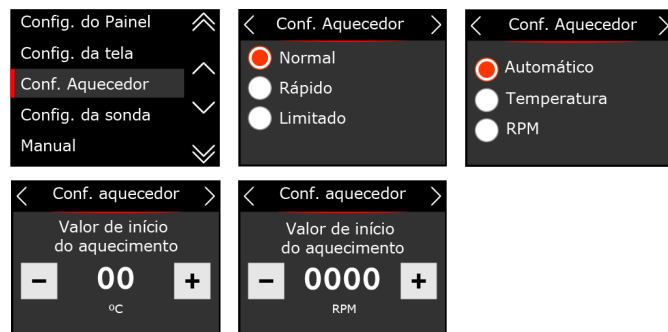 Config. do Painel
Config. da tela
Conf. Aquecedor
Config. da sonda
Manual
Conf. Aquecedor
Normal
Rápido
Limitado
Conf. Aquecedor
Automático
Temperatura
RPM
Conf. aquecedor
Valor de início
do aquecimento
− 00 +
ºC
Conf. aquecedor
Valor de início
do aquecimento
− 0000 +
RPM